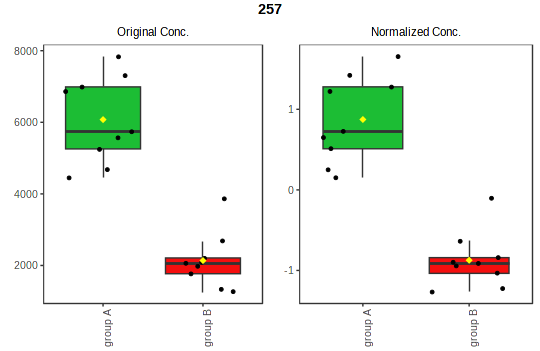 257
Original Conc.
Normalized Conc.
8000
6000
4000
2000
1
0
-1
group A
group B
group A
group B